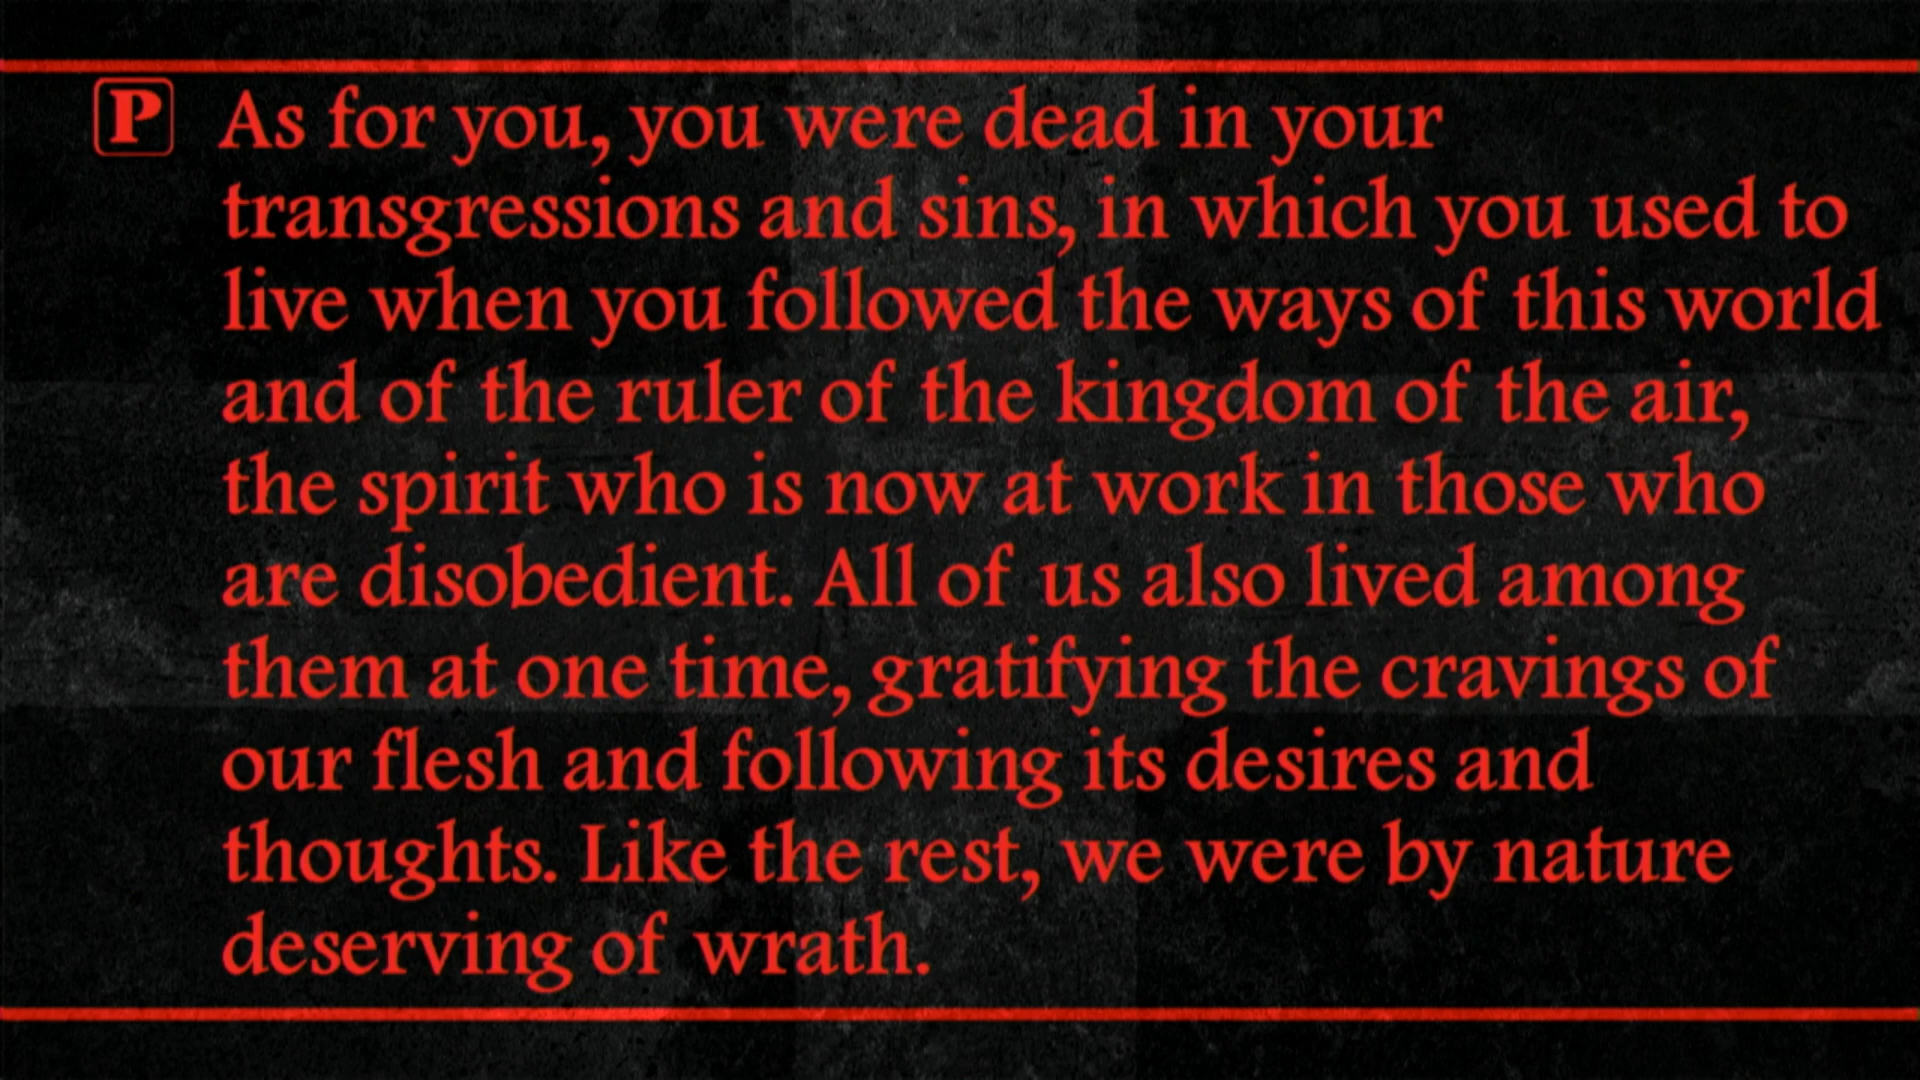 P As for you, you were dead in your
transgressions and sins, in which you used to
live when you followed the ways of this world
and of the ruler of the kingdom of the air,
the spirit who is now at work in those who
are disobedient. All of us also lived among
them at one time, gratifying the cravings of
our flesh and following its desires and
thoughts. Like the rest, we were by nature
deserving of wrath.